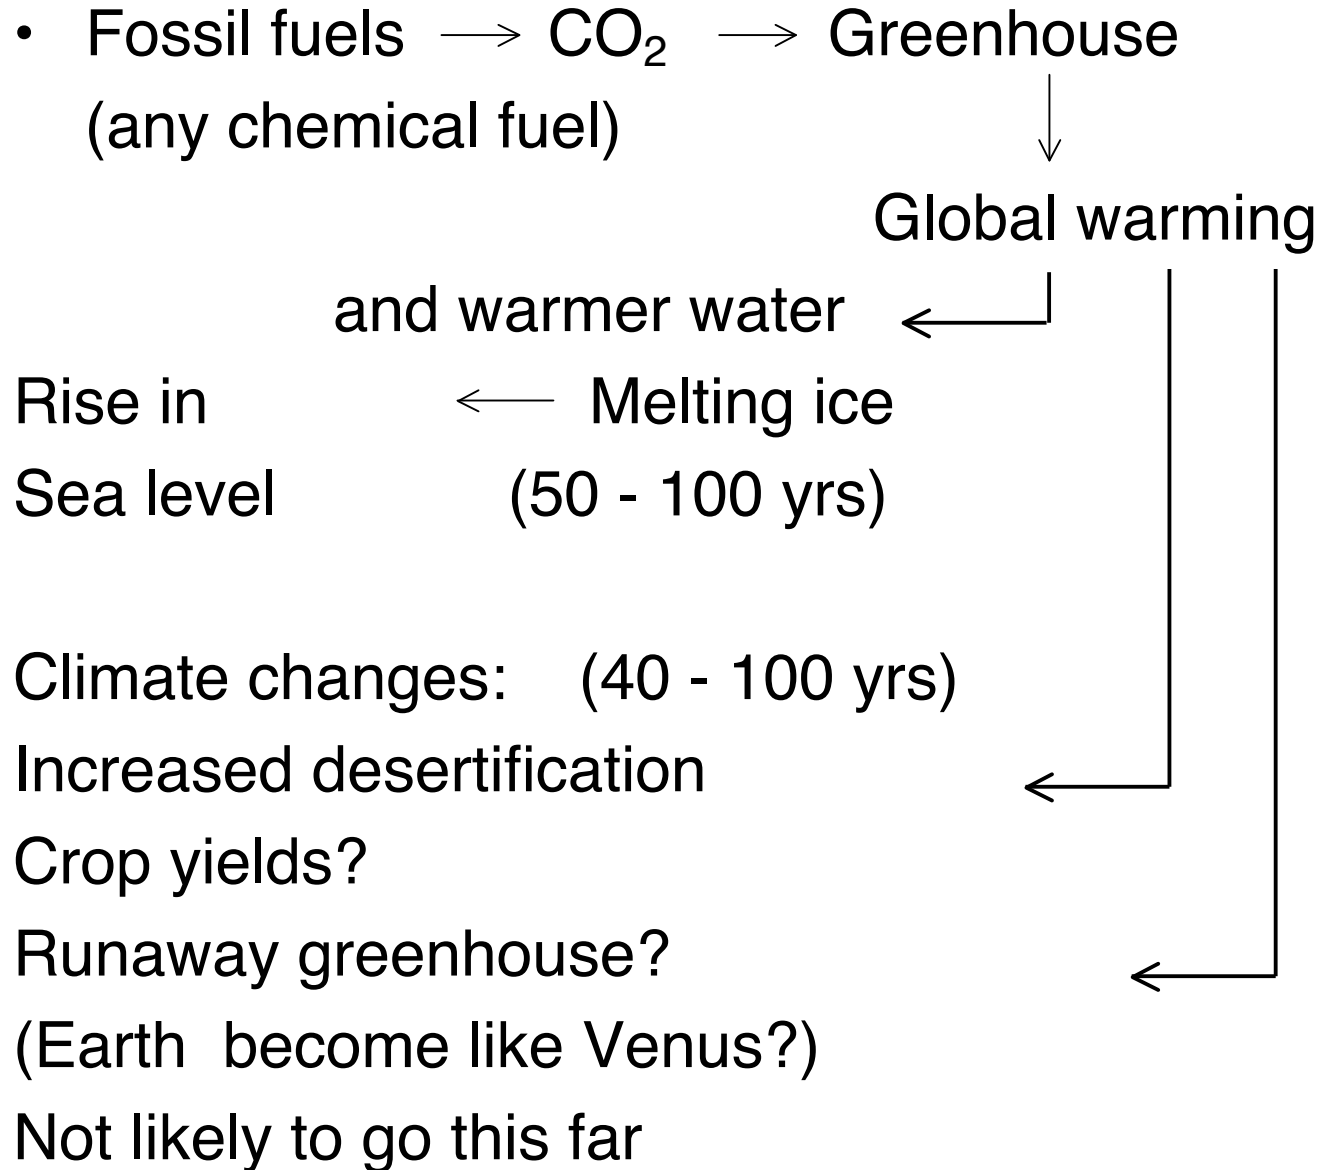 • Fossil fuels → CO₂ → Greenhouse
(any chemical fuel)
Global warming
and warmer water
Rise in ← Melting ice
Sea level (50 - 100 yrs)
Climate changes: (40 - 100 yrs)
Increased desertification
Crop yields?
Runaway greenhouse?
(Earth become like Venus?)
Not likely to go this far